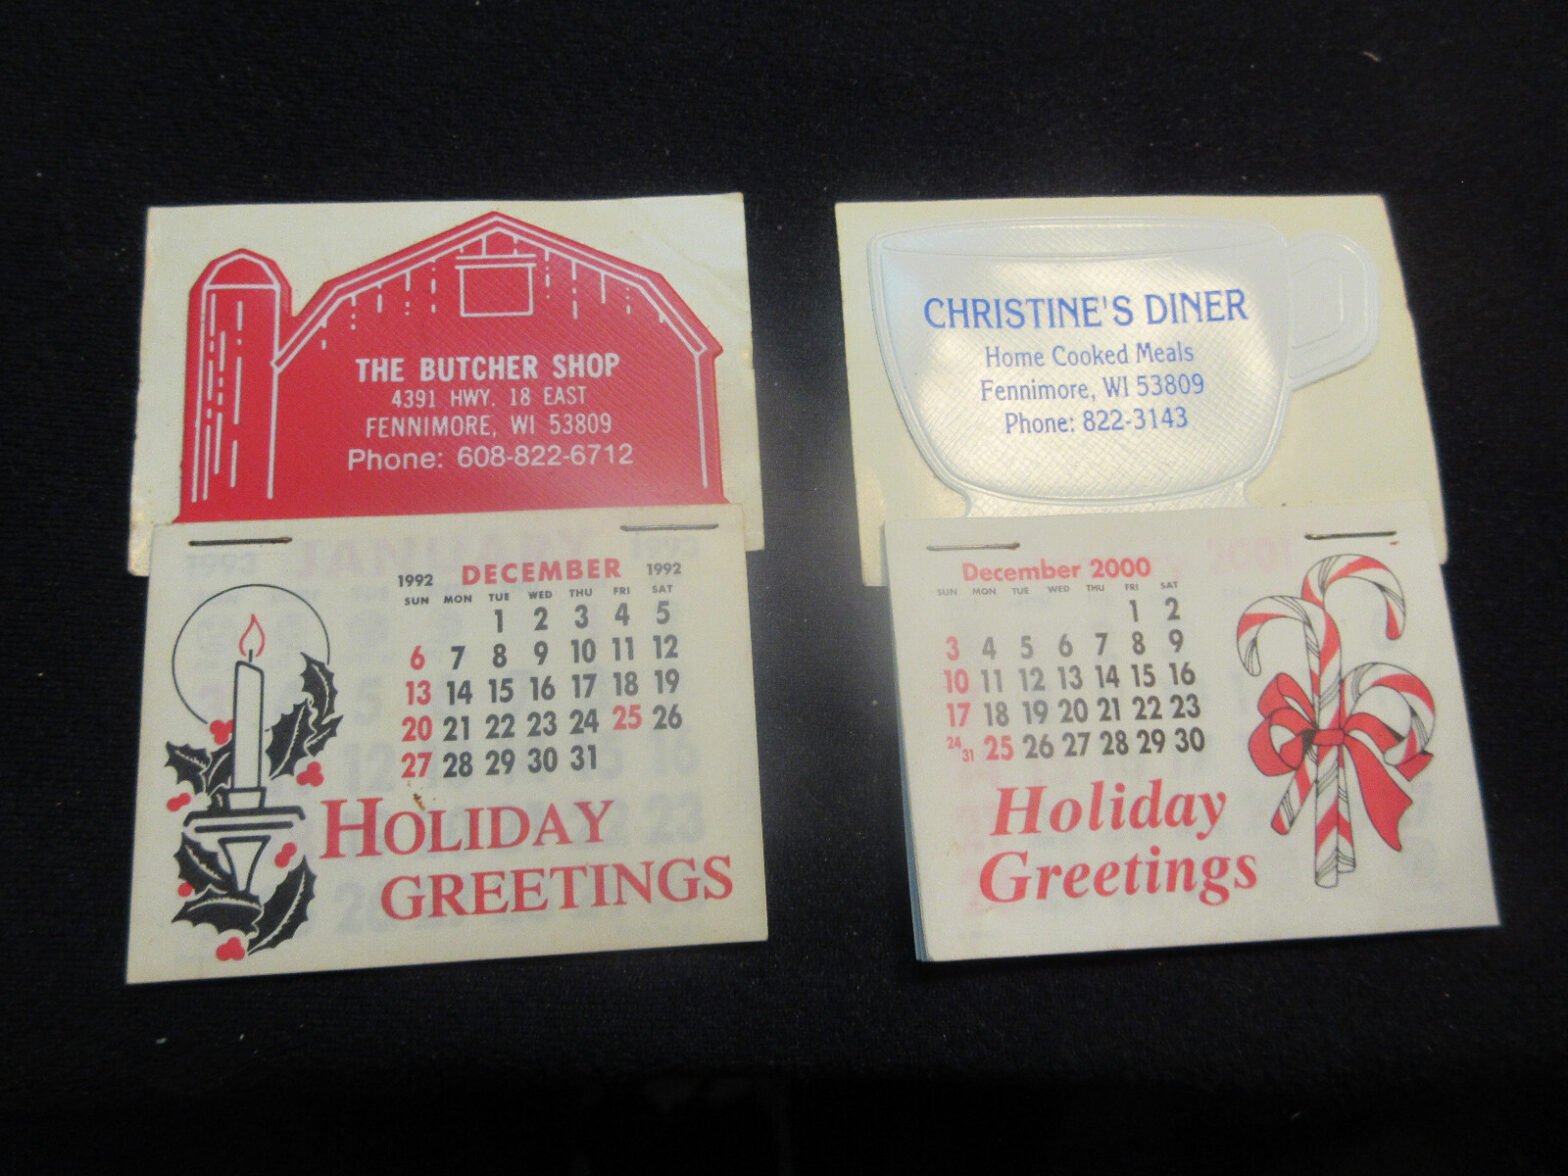 THE BUTCHER SHOP
4391 HWY. 18 EAST
FENNIMORE, WI 53809
Phone: 608-822-6712
1992 DECEMBER 1992
SUN MON TUE WED THU FRI SAT
1 2 3 4 5
6 7 8 9 10 11 12
13 14 15 16 17 18 19
20 21 22 23 24 25 26
27 28 29 30 31
HOLIDAY
GREETINGS
CHRISTINE'S DINER
Home Cooked Meals
Fennimore, WI 53809
Phone: 822-3143
December 2000
SUN MON TUE WED THU FRI SAT
1 2
3 4 5 6 7 8 9
10 11 12 13 14 15 16
17 18 19 20 21 22 23
24 31 25 26 27 28 29 30
Holiday
Greetings